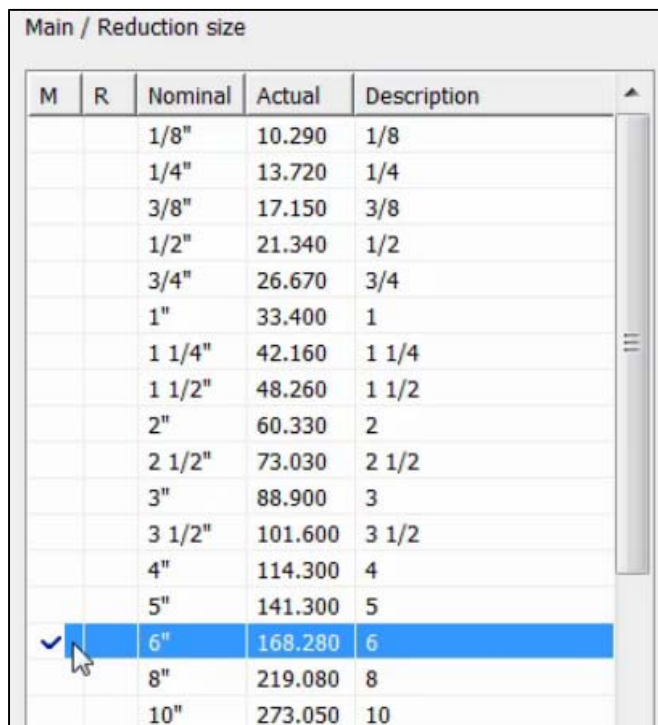 Main / Reduction size
M R Nominal Actual Description
1/8" 10.290 1/8
1/4" 13.720 1/4
3/8" 17.150 3/8
1/2" 21.340 1/2
3/4" 26.670 3/4
1" 33.400 1
1 1/4" 42.160 1 1/4
1 1/2" 48.260 1 1/2
2" 60.330 2
2 1/2" 73.030 2 1/2
3" 88.900 3
3 1/2" 101.600 3 1/2
4" 114.300 4
5" 141.300 5
6" 168.280 6
8" 219.080 8
10" 273.050 10